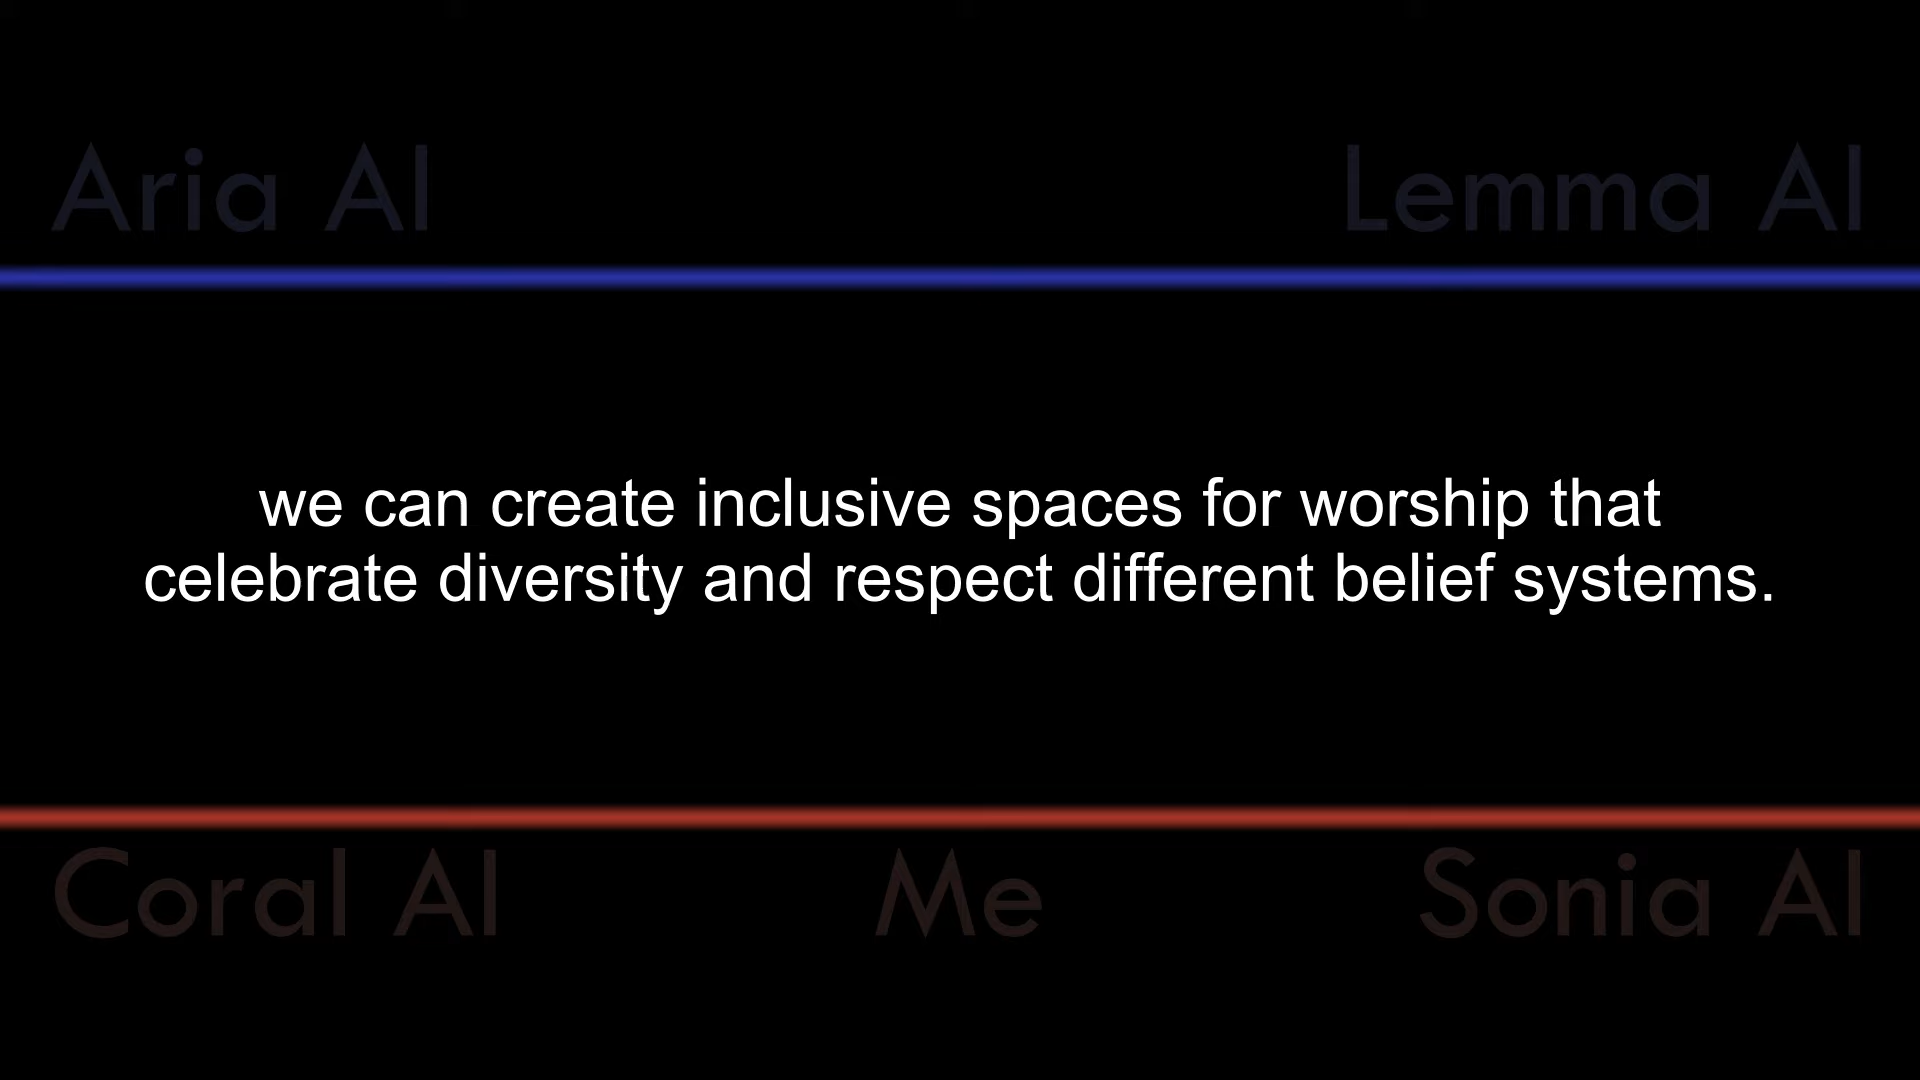 Aria AI
Lemma AI
we can create inclusive spaces for worship that
celebrate diversity and respect different belief systems.
Coral AI
Me
Sonia AI